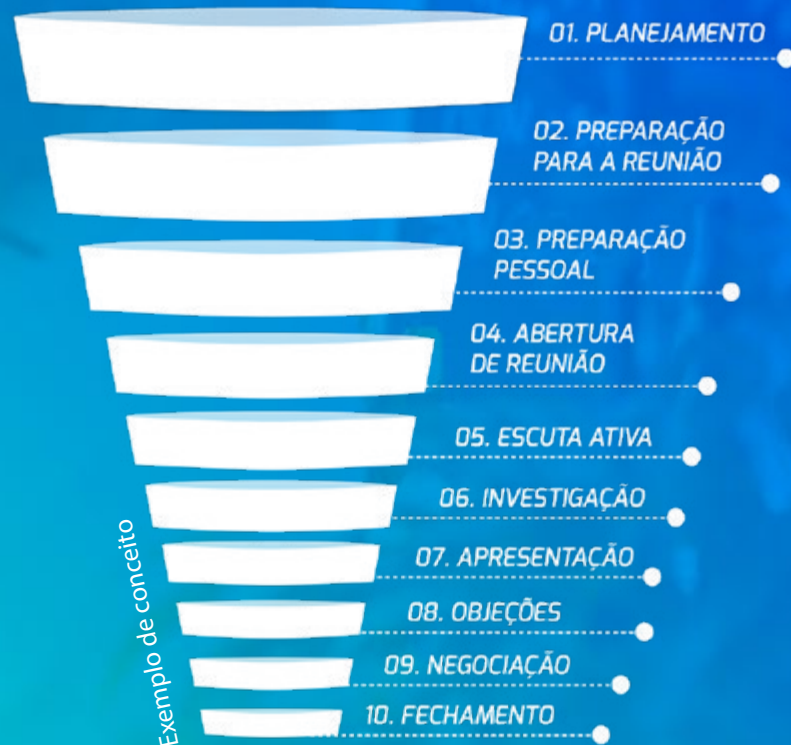 01. PLANEJAMENTO
02. PREPARAÇÃO
PARA A REUNIÃO
03. PREPARAÇÃO
PESSOAL
04. ABERTURA
DE REUNIÃO
05. ESCUTA ATIVA
06. INVESTIGAÇÃO
07. APRESENTAÇÃO
08. OBJEÇÕES
09. NEGOCIAÇÃO
10. FECHAMENTO
Exemplo de conceito